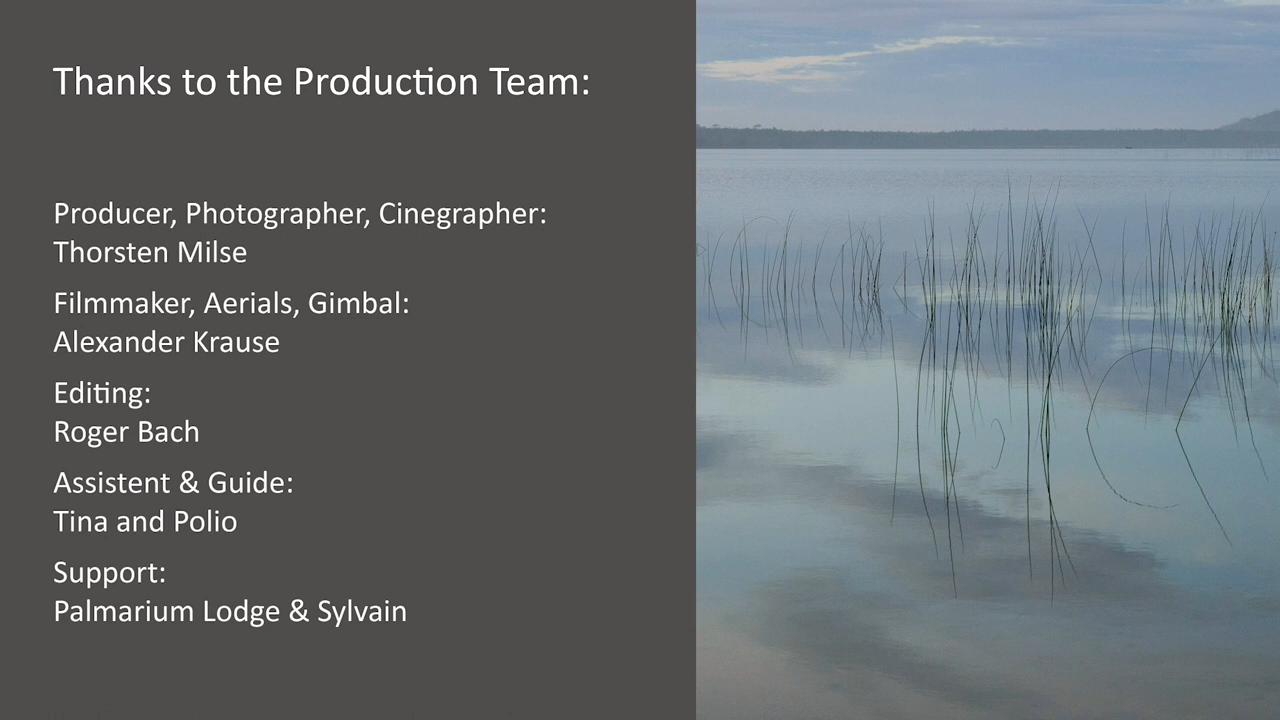 Thanks to the Production Team:
Producer, Photographer, Cinegrapher:
Thorsten Milse
Filmmaker, Aerials, Gimbal:
Alexander Krause
Editing:
Roger Bach
Assistent & Guide:
Tina and Polio
Support:
Palmarium Lodge & Sylvain